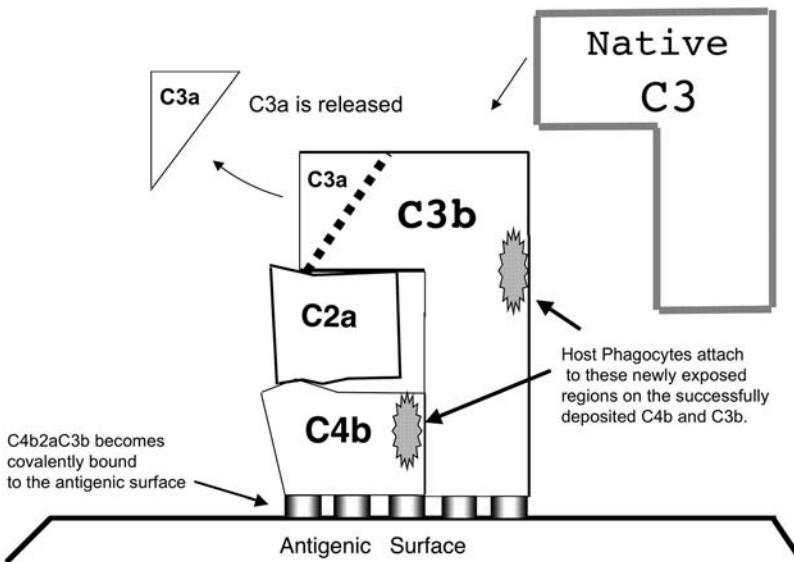 Native
C3
C3a
C3a is released
C3a
C3b
C2a
Host Phagocytes attach
to these newly exposed
regions on the successfully
deposited C4b and C3b.
C4b
C4b2aC3b becomes
covalently bound
to the antigenic surface
Antigenic Surface